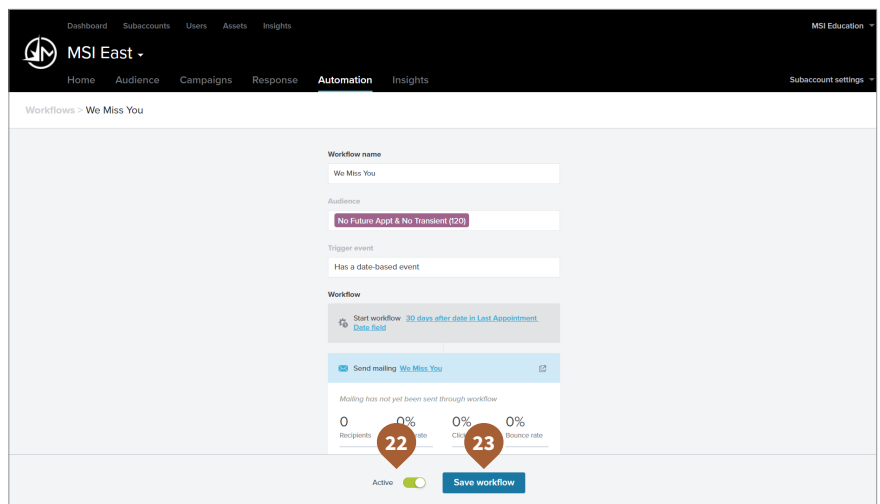 Dashboard Subaccounts Users Assets Insights MSI Education
MSI East
Home Audience Campaigns Response Automation Insights Subaccount settings
Workflows > We Miss You
Workflow name
We Miss You
Audience
No Future Appt & No Transient (120)
Trigger event
Has a date-based event
Workflow
Start workflow 30 days after date in Last Appointment
Date field
Send mailing We Miss You
Mailing has not yet been sent through workflow
0 0% 0% 0%
Recipients Bounce rate
22 23
Active Save workflow